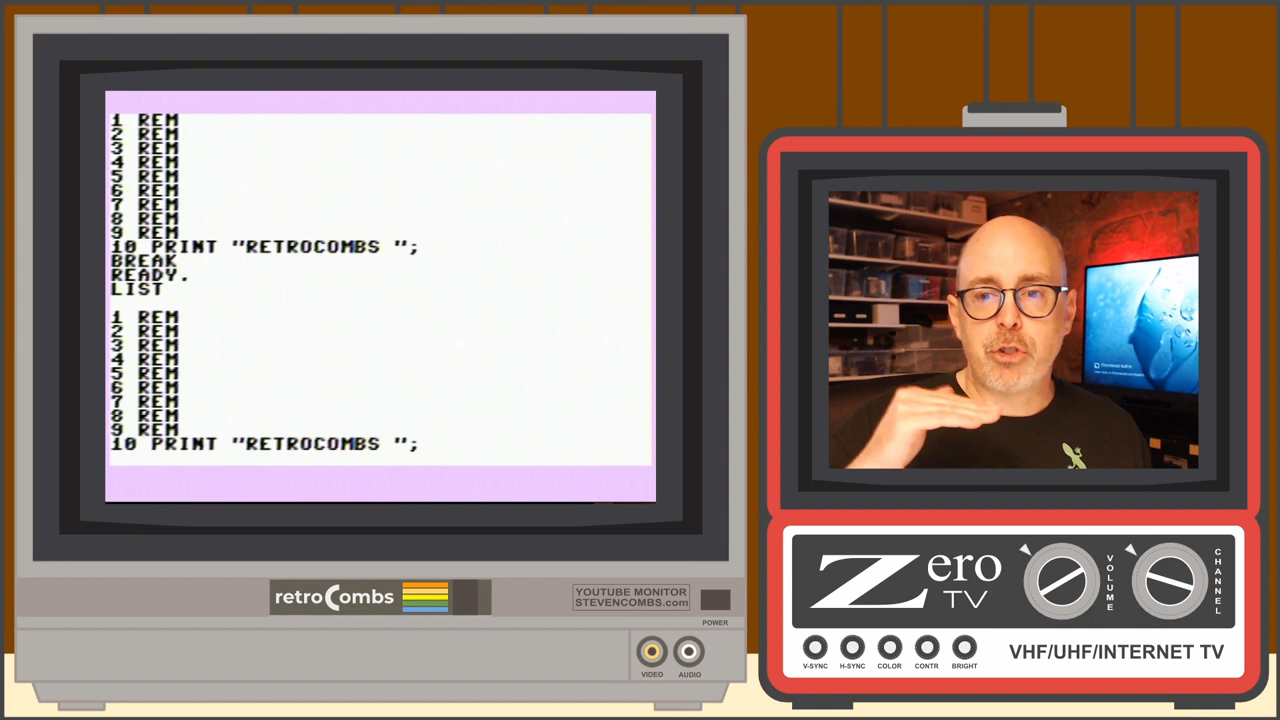 1 REM
2 REM
3 REM
4 REM
5 REM
6 REM
7 REM
8 REM
9 REM
10 PRINT "RETROCOMBS ";
BREAK
READY.
LIST
1 REM
2 REM
3 REM
4 REM
5 REM
6 REM
7 REM
8 REM
9 REM
10 PRINT "RETROCOMBS ";
retroCombs
YOUTUBE MONITOR
STEVENCOMBS.com
POWER
VIDEO
AUDIO
Zero
TV
VOLUME
CHANNEL
V-SYNC
H-SYNC
COLOR
CONTR
BRIGHT
VHF/UHF/INTERNET TV